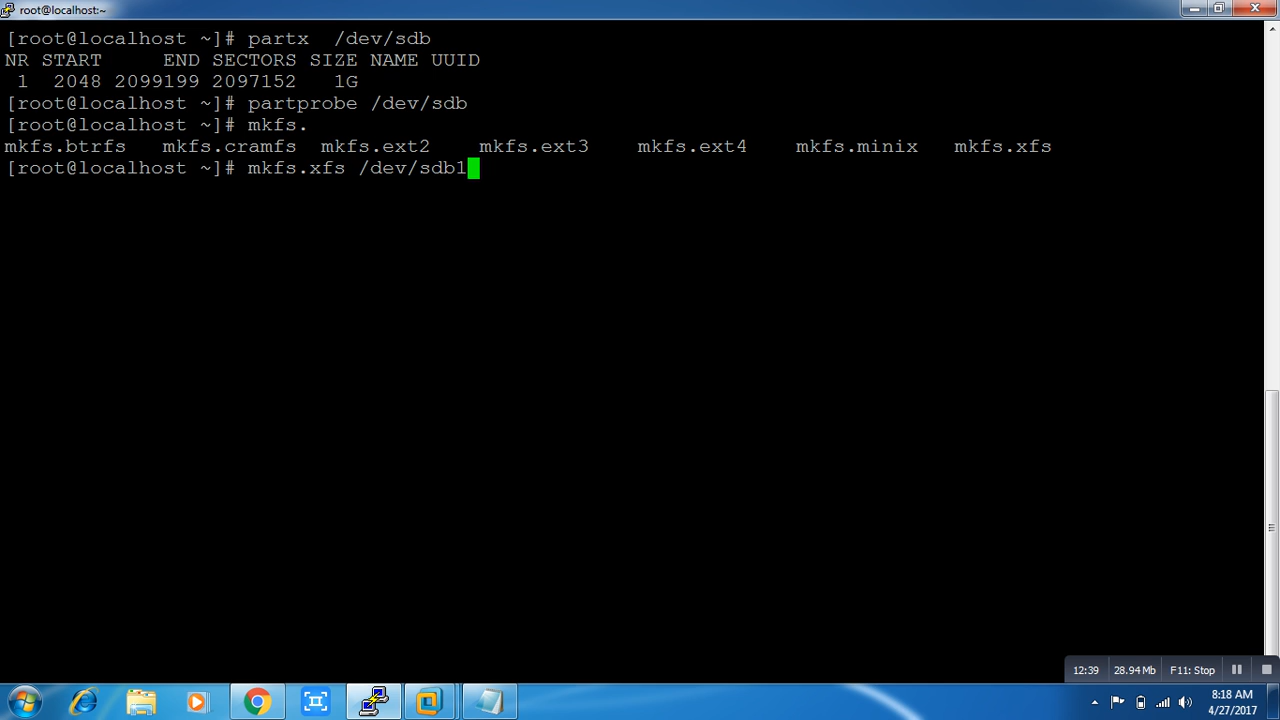 root@localhost:~
[root@localhost ~]# partx  /dev/sdb
NR START     END SECTORS SIZE NAME UUID
 1  2048 2099199 2097152   1G
[root@localhost ~]# partprobe /dev/sdb
[root@localhost ~]# mkfs.
mkfs.btrfs   mkfs.cramfs  mkfs.ext2    mkfs.ext3    mkfs.ext4    mkfs.minix   mkfs.xfs
[root@localhost ~]# mkfs.xfs /dev/sdb1
12:39 28.94Mb F11: Stop
8:18 AM
4/27/2017